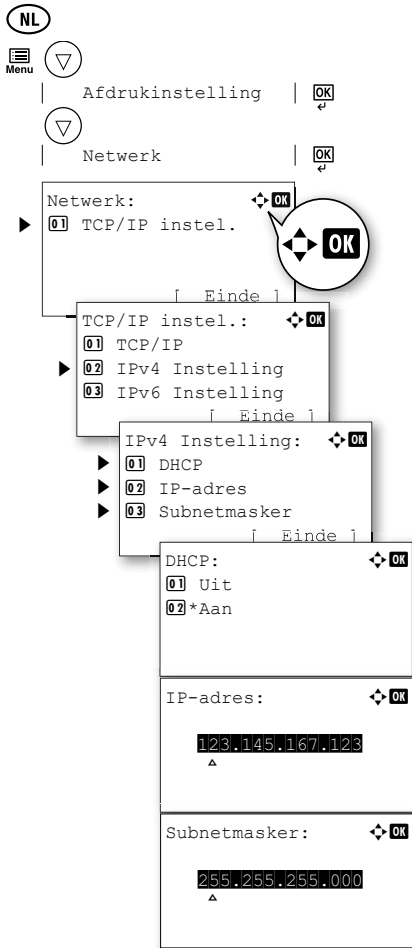 NL
Menu
Afdrukinstelling OK
Netwerk OK
Netwerk: OK
01 TCP/IP instel.
OK
[ Einde ]
TCP/IP instel.: OK
01 TCP/IP
02 IPv4 Instelling
03 IPv6 Instelling
[ Einde ]
IPv4 Instelling: OK
01 DHCP
02 IP-adres
03 Subnetmasker
[ Einde ]
DHCP: OK
01 Uit
02 *Aan
IP-adres: OK
123.145.167.123
Subnetmasker: OK
255.255.255.000